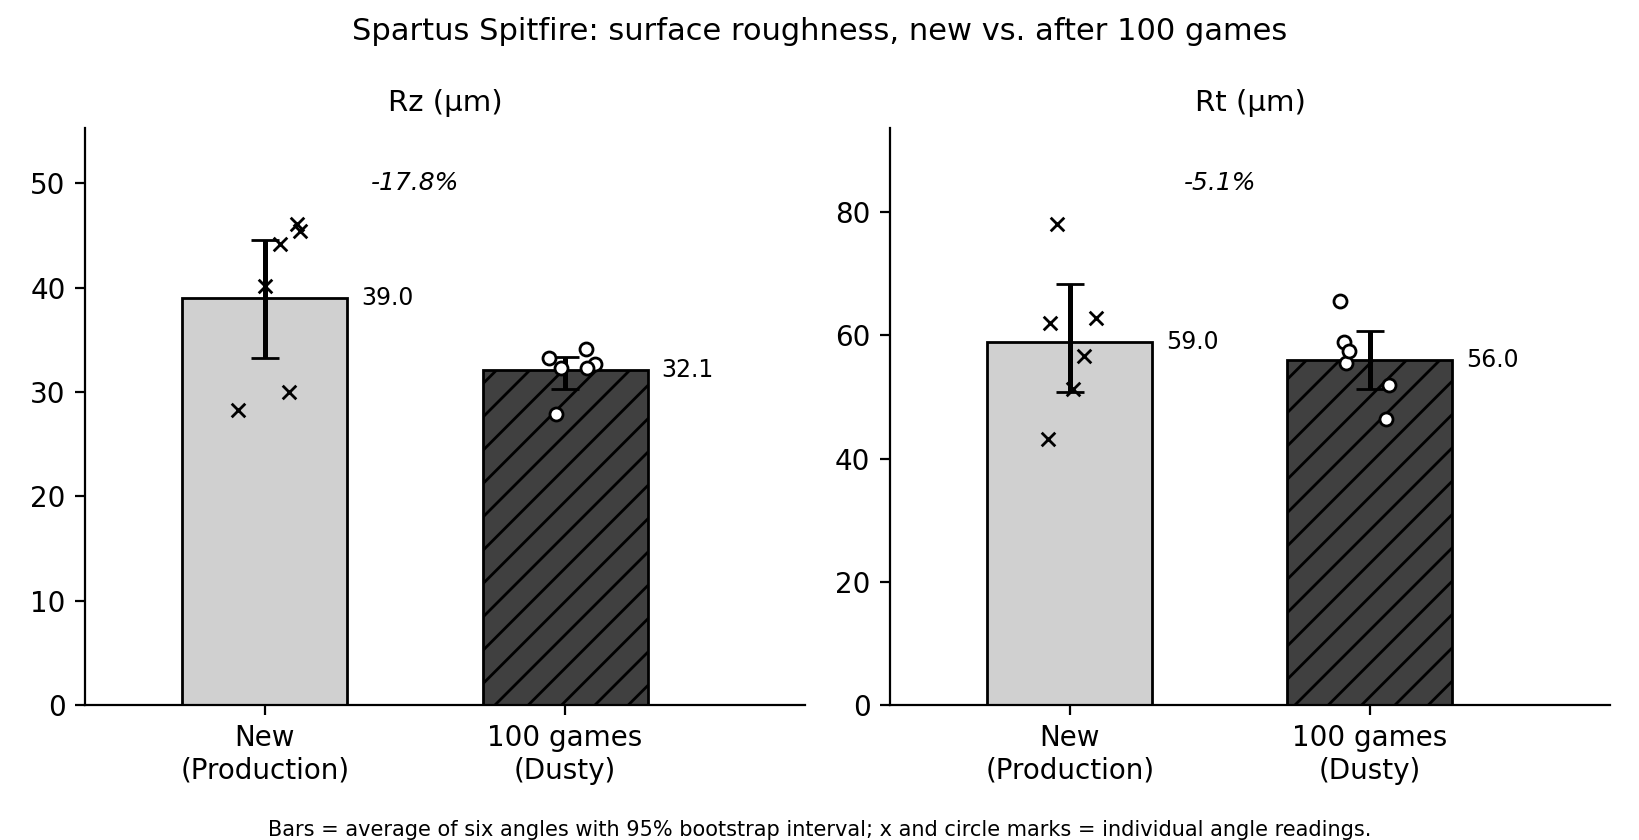 Spartus Spitfire: surface roughness, new vs. after 100 games
Rz (µm)
50
40
30
20
10
0
-17.8%
39.0
32.1
New
(Production)
100 games
(Dusty)
Rt (µm)
80
60
40
20
0
-5.1%
59.0
56.0
New
(Production)
100 games
(Dusty)
Bars = average of six angles with 95% bootstrap interval; x and circle marks = individual angle readings.